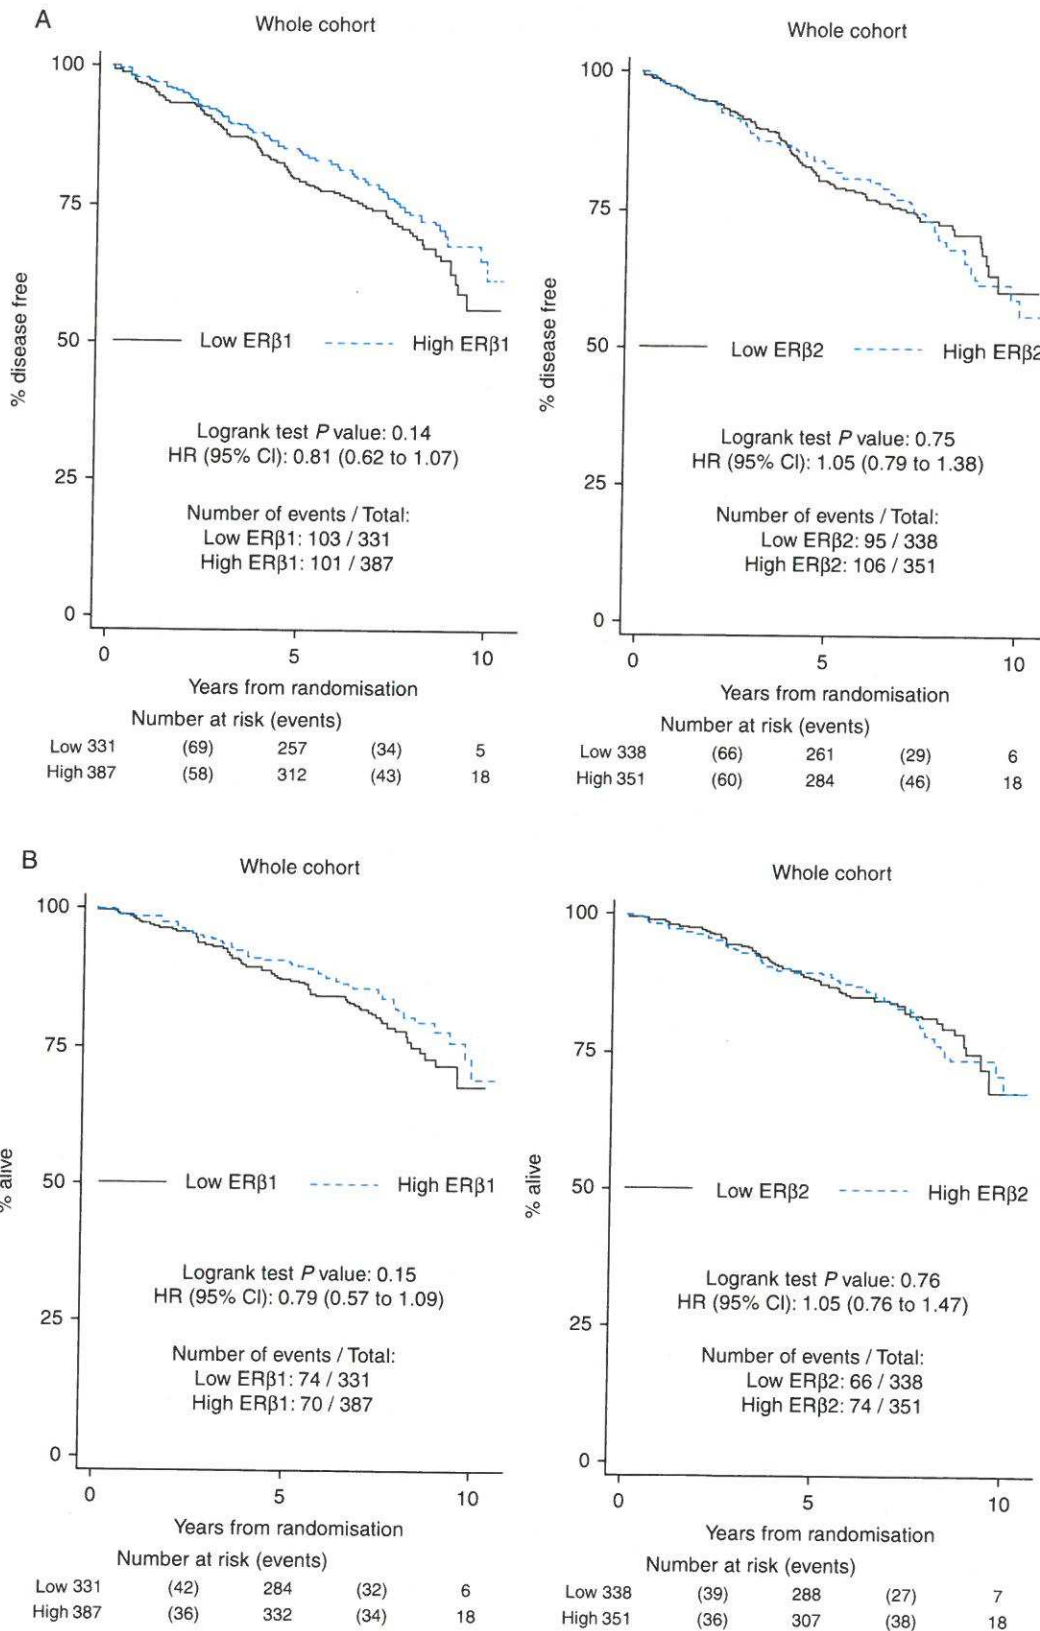 A
Whole cohort
100
75
50
25
0
% disease free
Low ERβ1 High ERβ1
Logrank test P value: 0.14
HR (95% CI): 0.81 (0.62 to 1.07)
Number of events / Total:
Low ERβ1: 103 / 331
High ERβ1: 101 / 387
0 5 10
Years from randomisation
Number at risk (events)
Low 331 (69) 257 (34) 5
High 387 (58) 312 (43) 18
Whole cohort
100
75
50
25
0
% disease free
Low ERβ2 High ERβ2
Logrank test P value: 0.75
HR (95% CI): 1.05 (0.79 to 1.38)
Number of events / Total:
Low ERβ2: 95 / 338
High ERβ2: 106 / 351
0 5 10
Years from randomisation
Number at risk (events)
Low 338 (66) 261 (29) 6
High 351 (60) 284 (46) 18
B
Whole cohort
100
75
50
25
0
% alive
Low ERβ1 High ERβ1
Logrank test P value: 0.15
HR (95% CI): 0.79 (0.57 to 1.09)
Number of events / Total:
Low ERβ1: 74 / 331
High ERβ1: 70 / 387
0 5 10
Years from randomisation
Number at risk (events)
Low 331 (42) 284 (32) 6
High 387 (36) 332 (34) 18
Whole cohort
100
75
50
25
0
% alive
Low ERβ2 High ERβ2
Logrank test P value: 0.76
HR (95% CI): 1.05 (0.76 to 1.47)
Number of events / Total:
Low ERβ2: 66 / 338
High ERβ2: 74 / 351
0 5 10
Years from randomisation
Number at risk (events)
Low 338 (39) 288 (27) 7
High 351 (36) 307 (38) 18